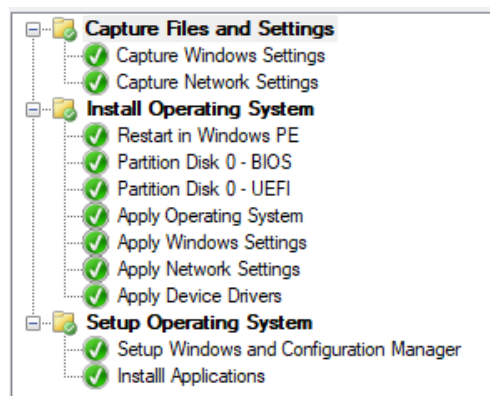 Capture Files and Settings
Capture Windows Settings
Capture Network Settings
Install Operating System
Restart in Windows PE
Partition Disk 0 - BIOS
Partition Disk 0 - UEFI
Apply Operating System
Apply Windows Settings
Apply Network Settings
Apply Device Drivers
Setup Operating System
Setup Windows and Configuration Manager
Installl Applications